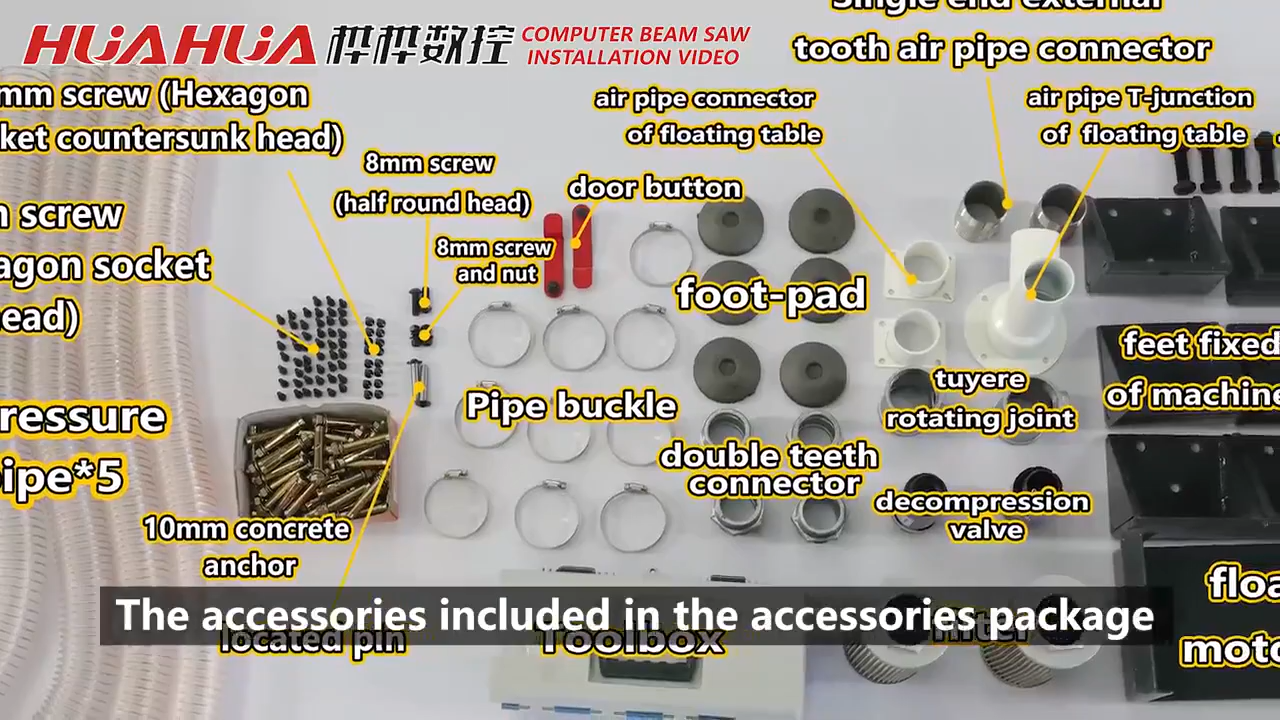 HUAHUA 桦桦数控 COMPUTER BEAM SAW
INSTALLATION VIDEO
Single end external
tooth air pipe connector
mm screw (Hexagon
ket countersunk head)
air pipe connector
of floating table
air pipe T-junction
of floating table
8mm screw
(half round head)
door button
screw
agon socket
ead)
8mm screw
and nut
foot-pad
feet fixed
of machine
tuyere
rotating joint
Pipe buckle
ressure
ipe*5
double teeth
connector
decompression
valve
10mm concrete
anchor
located pin
Toolbox
filter
floa
moto
The accessories included in the accessories package